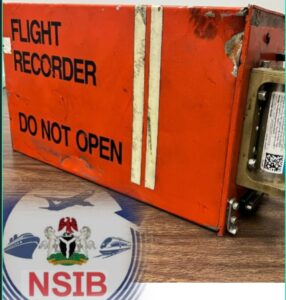 FLIGHT
RECORDER
DO NOT OPEN
NSIB